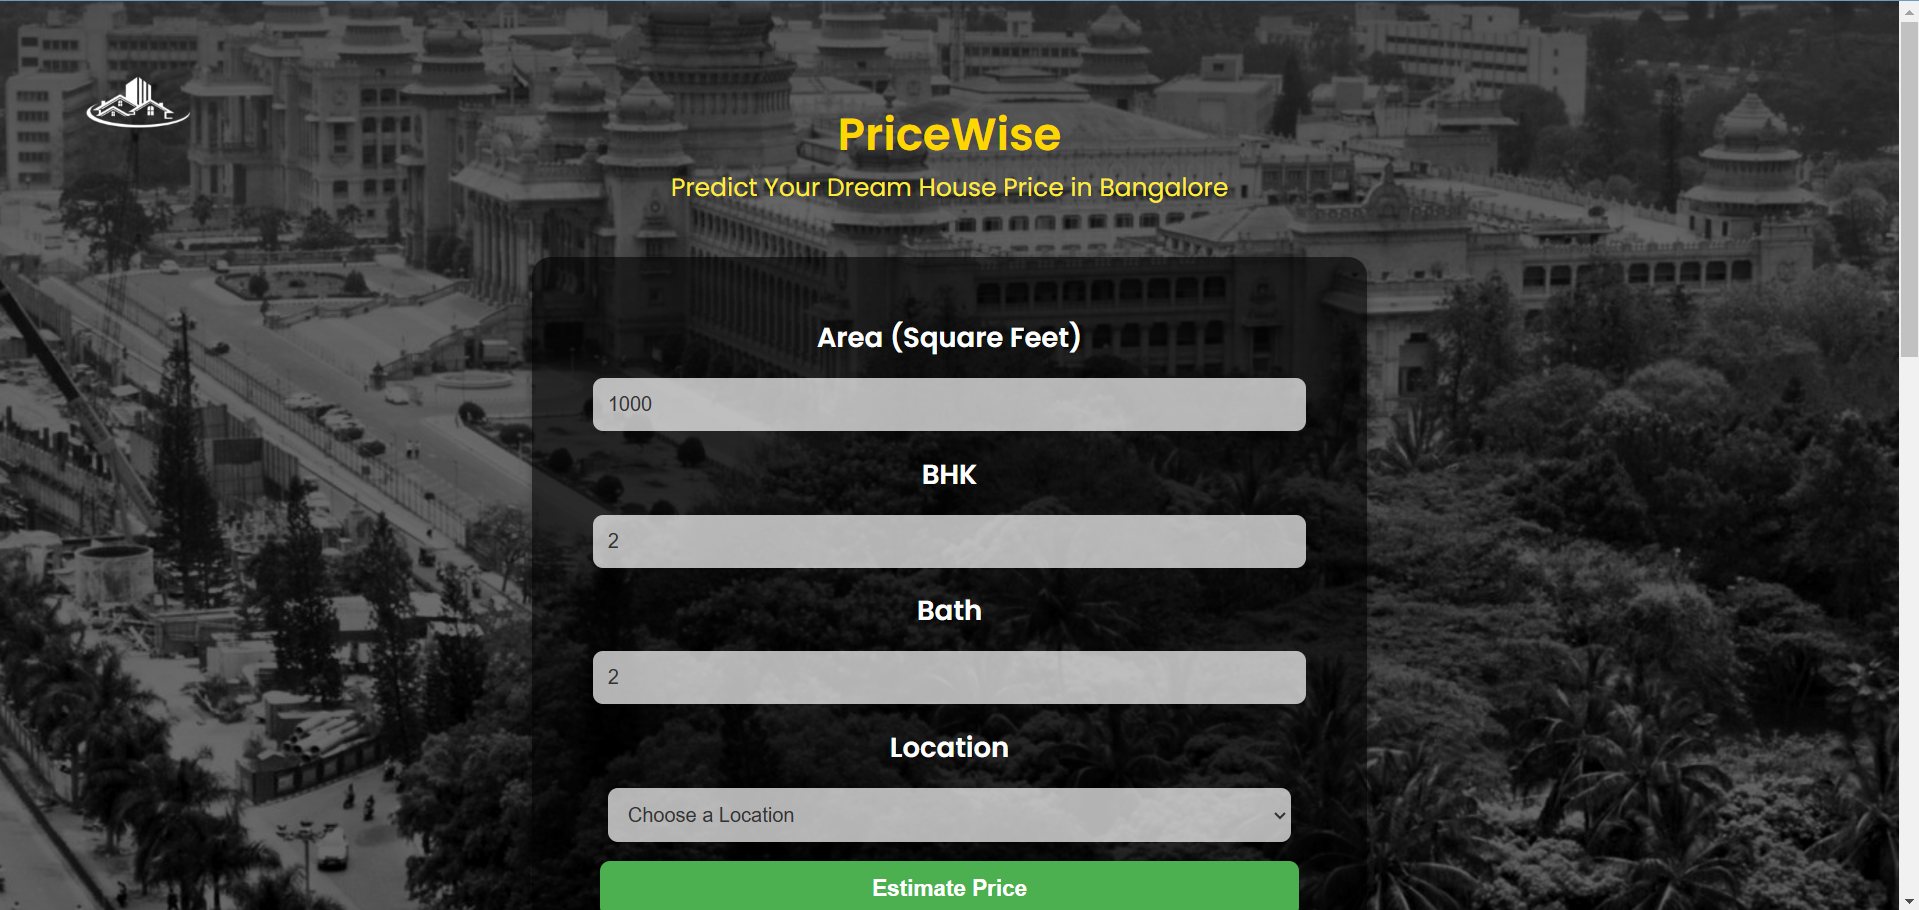 PriceWise
Predict Your Dream House Price in Bangalore
Area (Square Feet)
1000
BHK
2
Bath
2
Location
Choose a Location
Estimate Price